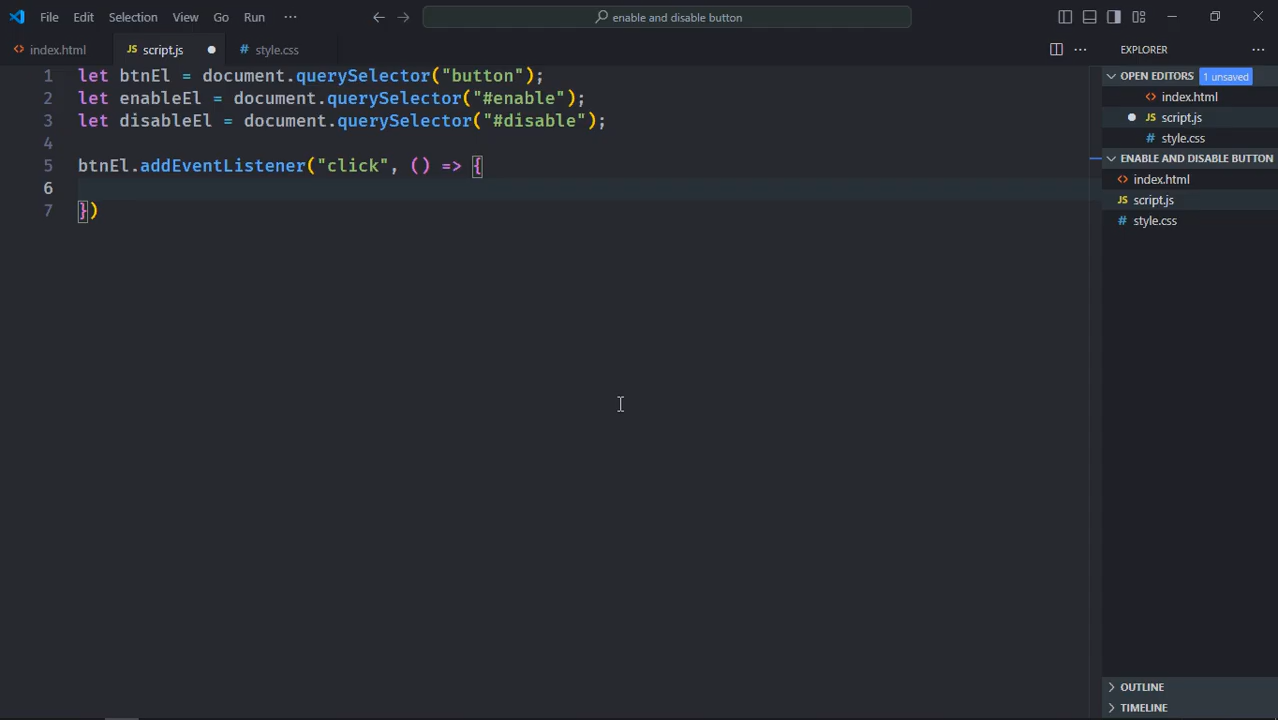 File Edit Selection View Go Run ··· enable and disable button
index.html JS script.js # style.css
1 let btnEl = document.querySelector("button");
2 let enableEl = document.querySelector("#enable");
3 let disableEl = document.querySelector("#disable");
4
5 btnEl.addEventListener("click", () => {
6
7 })
EXPLORER
OPEN EDITORS 1 unsaved
index.html
JS script.js
# style.css
ENABLE AND DISABLE BUTTON
index.html
JS script.js
# style.css
OUTLINE
TIMELINE